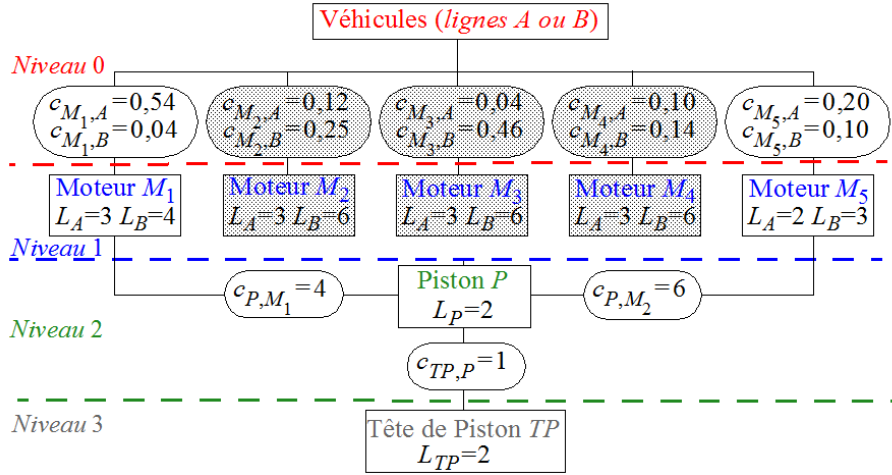 Véhicules (lignes A ou B)
Niveau 0
c_{M_1,A}=0,54
c_{M_1,B}=0,04
c_{M_2,A}=0,12
c_{M_2,B}=0,25
c_{M_3,A}=0,04
c_{M_3,B}=0,46
c_{M_4,A}=0,10
c_{M_4,B}=0,14
c_{M_5,A}=0,20
c_{M_5,B}=0,10
Moteur M_1
L_A=3 L_B=4
Moteur M_2
L_A=3 L_B=6
Moteur M_3
L_A=3 L_B=6
Moteur M_4
L_A=3 L_B=6
Moteur M_5
L_A=2 L_B=3
Niveau 1
c_{P,M_1}=4
Piston P
L_P=2
c_{P,M_2}=6
Niveau 2
c_{TP,P}=1
Niveau 3
Tête de Piston TP
L_{TP}=2